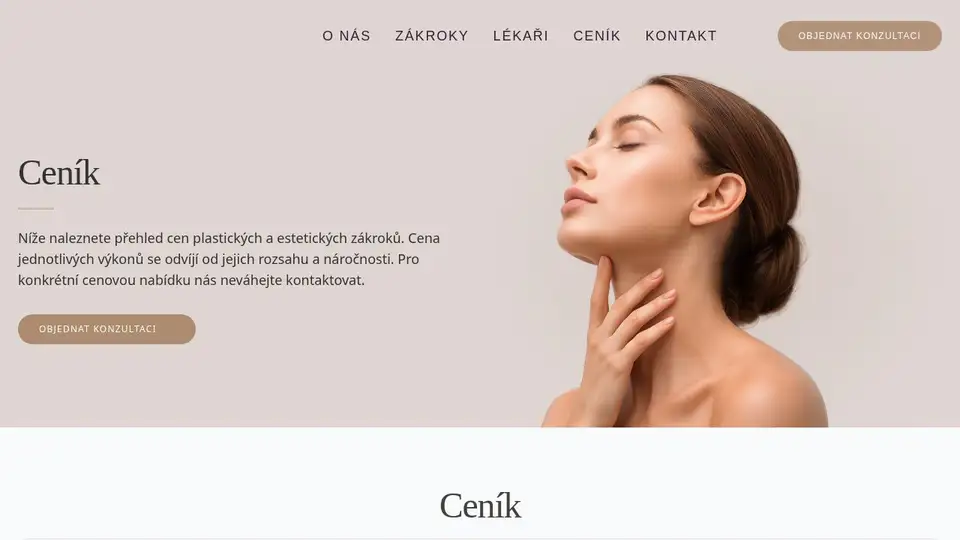 O NÁS
ZÁKROKY
LÉKAŘI
CENÍK
KONTAKT
OBJEDNAT KONZULTACI
Ceník
Níže naleznete přehled cen plastických a estetických zákroků. Cena
jednotlivých výkonů se odvíjí od jejich rozsahu a náročnosti. Pro
konkrétní cenovou nabídku nás neváhejte kontaktovat.
OBJEDNAT KONZULTACI
Ceník